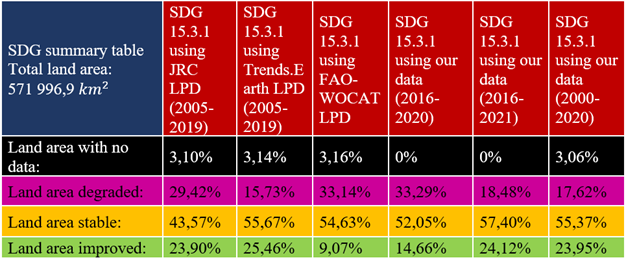 SDG summary table
Total land area:
571 996,9 km²
SDG
15.3.1
using
JRC
LPD
(2005-
2019)
SDG
15.3.1
using
Trends.E
arth LPD
(2005-
2019)
SDG
15.3.1
using
FAO-
WOCAT
LPD
SDG
15.3.1
using our
data
(2016-
2020)
SDG
15.3.1
using our
data
(2016-
2021)
SDG
15.3.1
using our
data
(2000-
2020)
Land area with no
data:
3,10%
3,14%
3,16%
0%
0%
3,06%
Land area degraded:
29,42%
15,73%
33,14%
33,29%
18,48%
17,62%
Land area stable:
43,57%
55,67%
54,63%
52,05%
57,40%
55,37%
Land area improved:
23,90%
25,46%
9,07%
14,66%
24,12%
23,95%